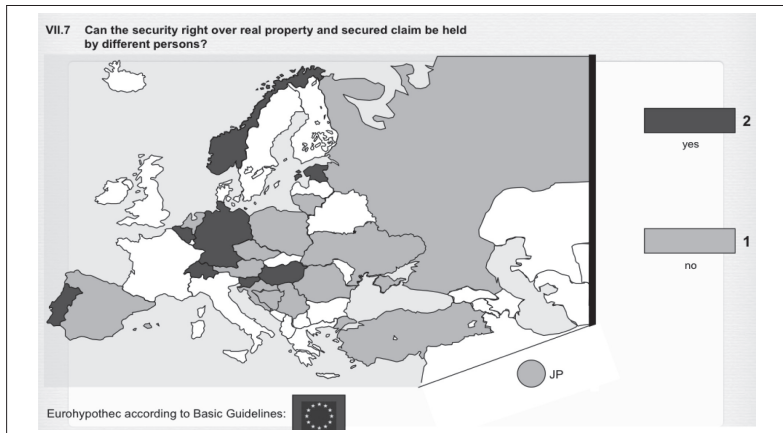 VII.7 Can the security right over real property and secured claim be held
by different persons?
2
yes
1
no
JP
Eurohypothec according to Basic Guidelines: